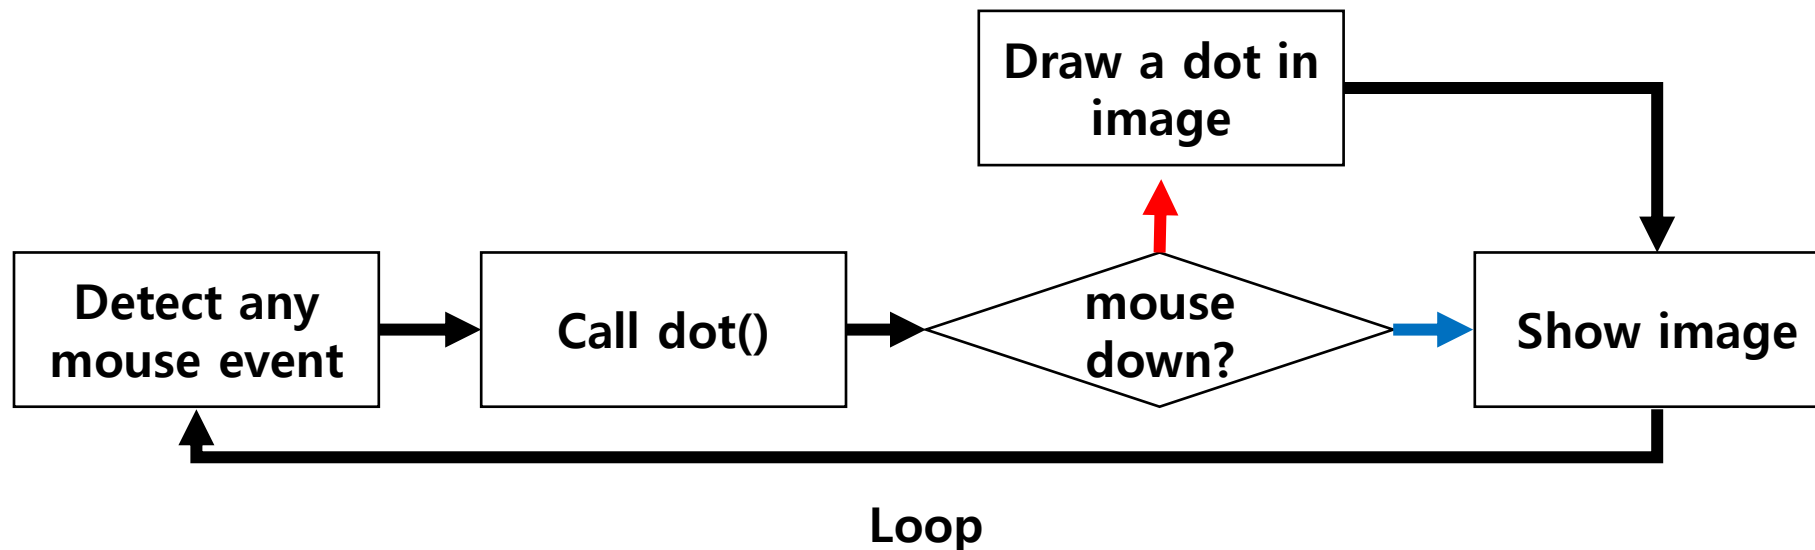 Draw a dot in
image
Detect any
mouse event
Call dot()
mouse
down?
Show image
Loop